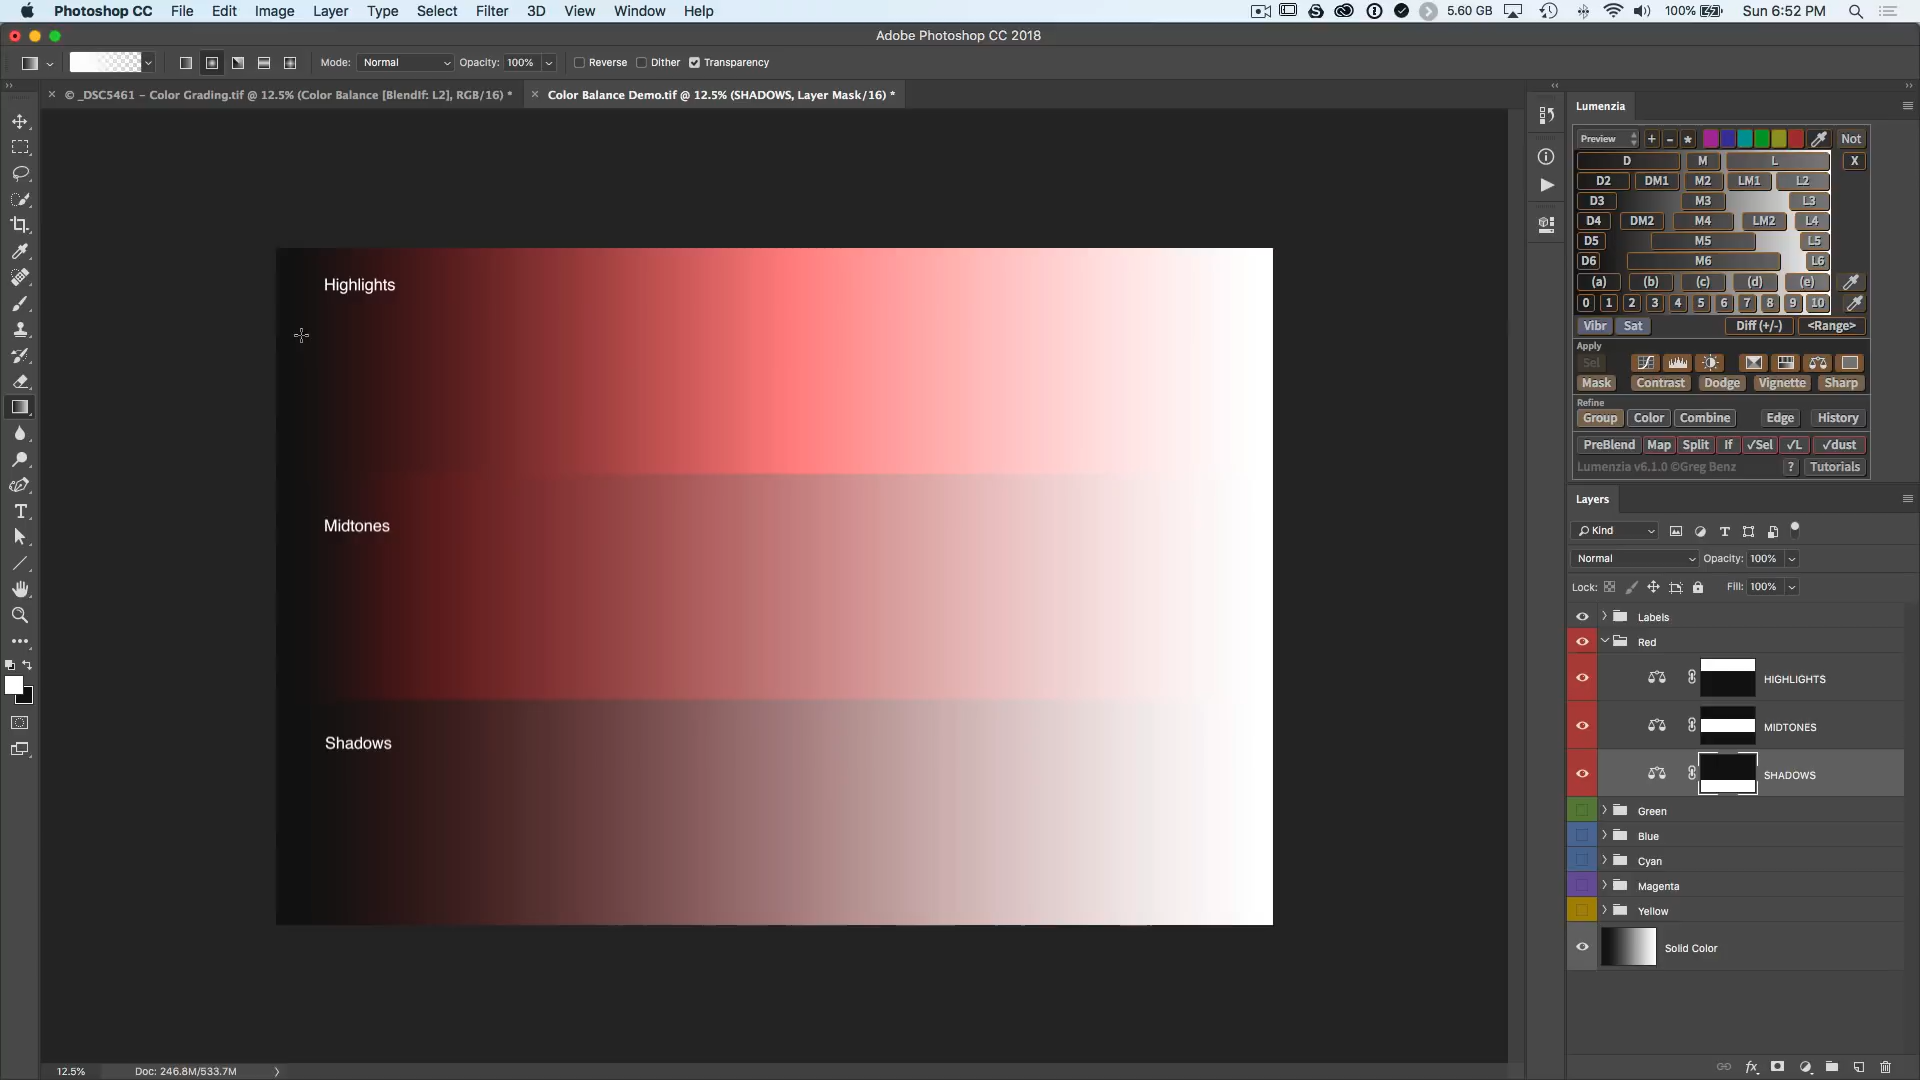 Photoshop CC File Edit Image Layer Type Select Filter 3D View Window Help 5.60 GB 100% Sun 6:52 PM
Adobe Photoshop CC 2018
Mode: Normal Opacity: 100% Reverse Dither Transparency
© _DSC5461 - Color Grading.tif @ 12.5% (Color Balance [BlendIf: L2], RGB/16) *
Color Balance Demo.tif @ 12.5% (SHADOWS, Layer Mask/16) *
Highlights
Midtones
Shadows
12.5% Doc: 246.8M/533.7M
Lumenzia
Preview + - * Not
D M L X
D2 DM1 M2 LM1 L2
D3 M3 L3
D4 DM2 M4 LM2 L4
D5 M5 L5
D6 M6 L6
(a) (b) (c) (d) (e)
0 1 2 3 4 5 6 7 8 9 10
Vibr Sat Diff (+/-) <Range>
Apply
Sel
Mask Contrast Dodge Vignette Sharp
Refine
Group Color Combine Edge History
PreBlend Map Split If √Sel √L √dust
Lumenzia v6.1.0 ©Greg Benz ? Tutorials
Layers
Kind
Normal Opacity: 100%
Lock: Fill: 100%
Labels
Red
HIGHLIGHTS
MIDTONES
SHADOWS
Green
Blue
Cyan
Magenta
Yellow
Solid Color